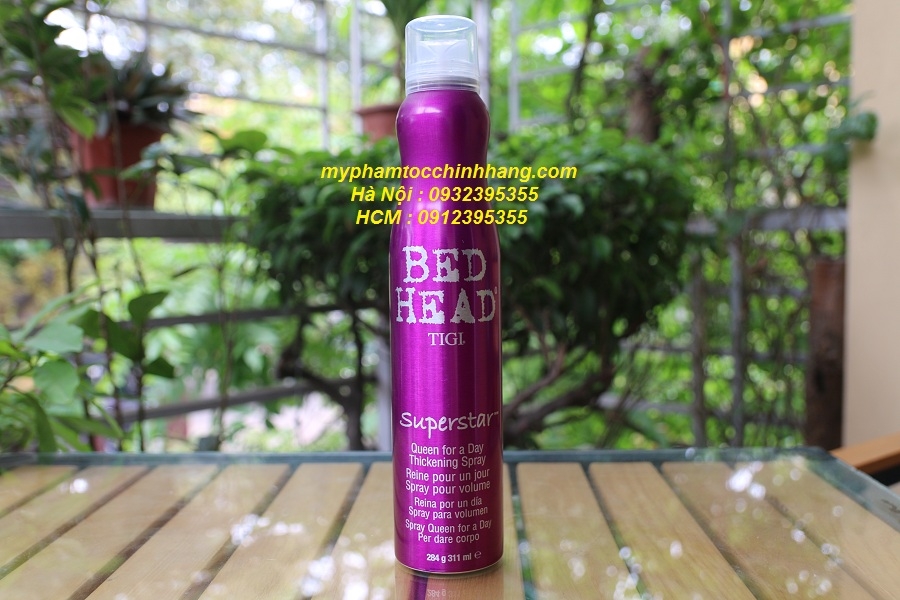 myphamtocchinhhang.com
Hà Nội : 0932395355
HCM : 0912395355
BED
HEAD®
TIGI®
Superstar™
Queen for a Day
Thickening Spray
Reine pour un jour
Spray pour volume
Reina por un día
Spray para volumen
Spray Queen for a Day
Per dare corpo
284 g 311 ml ℮